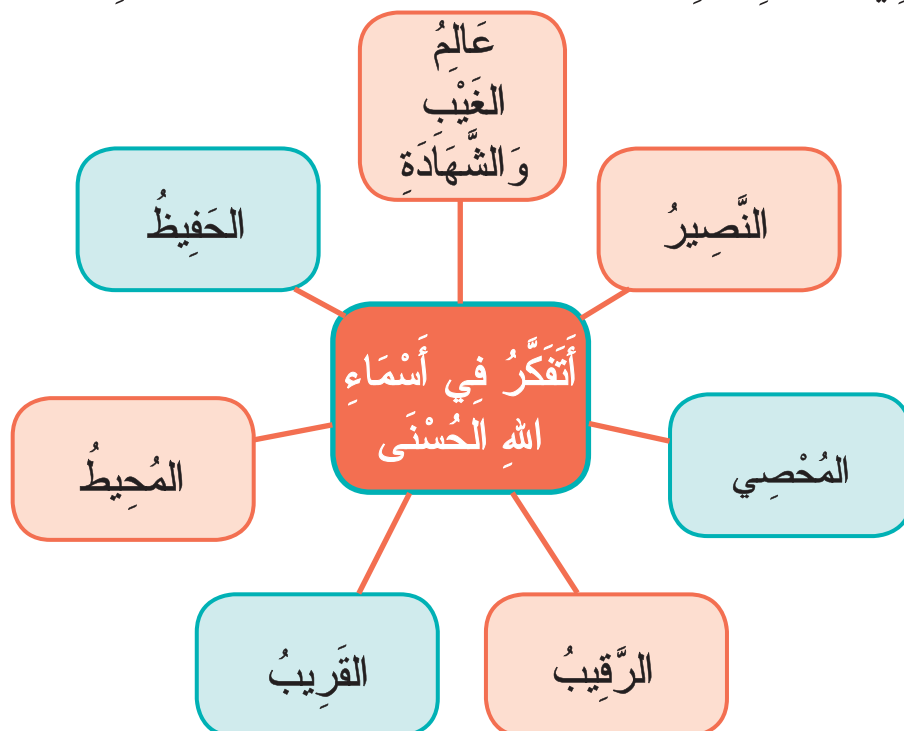 عَالِمُ
الغَيْبِ
وَالشَّهَادَةِ
النَّصِيرُ
الحَفِيظُ
أَتَفَكَّرُ فِي أَسْمَاءِ
اللهِ الحُسْنَى
المُحْصِي
المُحِيطُ
الرَّقِيبُ
القَرِيبُ